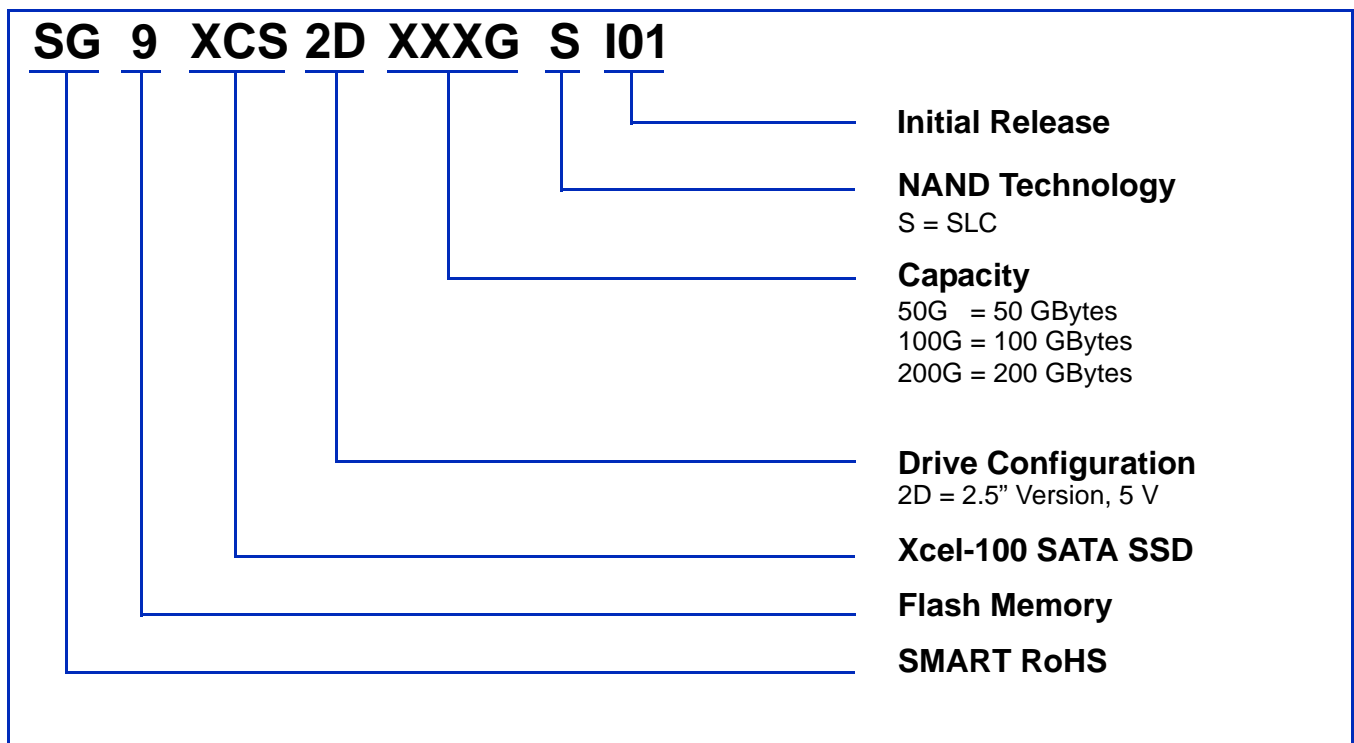 SG 9 XCS 2D XXXG S I01
Initial Release
NAND Technology
S = SLC
Capacity
50G = 50 GBytes
100G = 100 GBytes
200G = 200 GBytes
Drive Configuration
2D = 2.5” Version, 5 V
Xcel-100 SATA SSD
Flash Memory
SMART RoHS